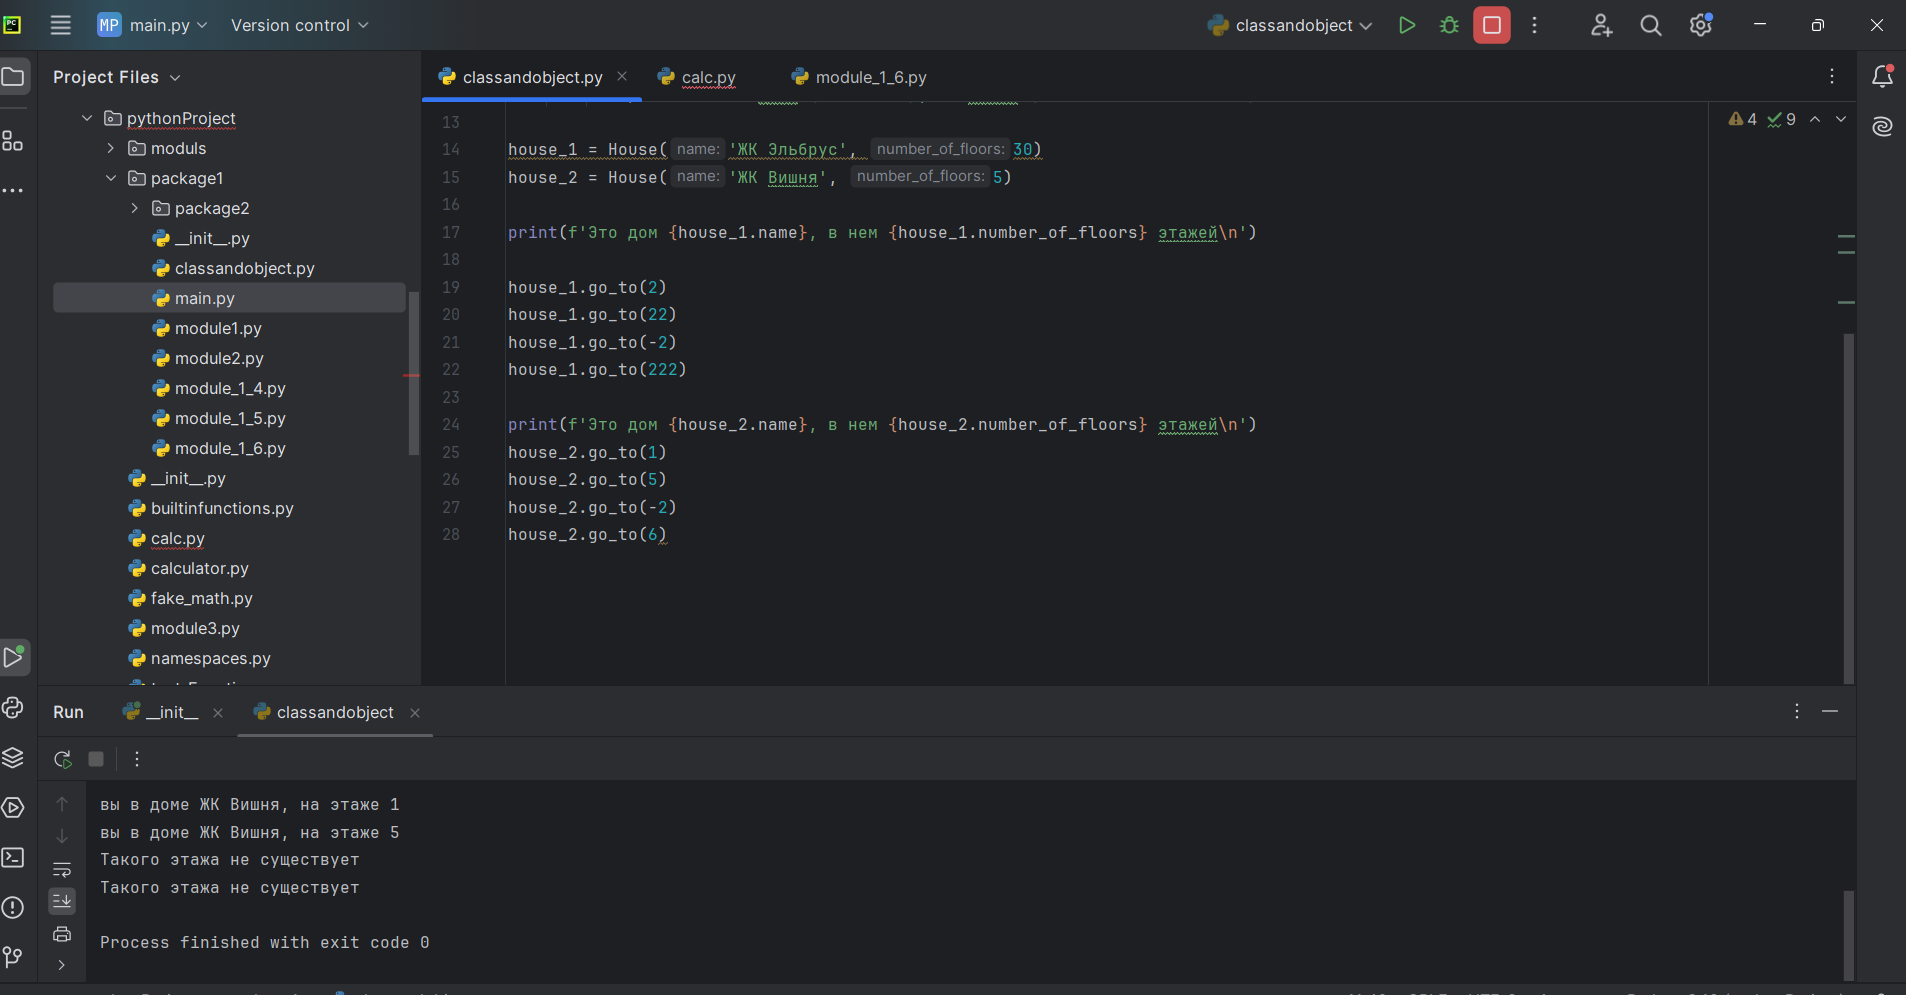 PC
MP main.py Version control classandobject
Project Files
classandobject.py calc.py module_1_6.py
pythonProject
moduls
package1
package2
__init__.py
classandobject.py
main.py
module1.py
module2.py
module_1_4.py
module_1_5.py
module_1_6.py
__init__.py
builtinfunctions.py
calc.py
calculator.py
fake_math.py
module3.py
namespaces.py
4 9
13
14 house_1 = House( name: 'ЖК Эльбрус', number_of_floors: 30)
15 house_2 = House( name: 'ЖК Вишня', number_of_floors: 5)
16
17 print(f'Это дом {house_1.name}, в нем {house_1.number_of_floors} этажей\n')
18
19 house_1.go_to(2)
20 house_1.go_to(22)
21 house_1.go_to(-2)
22 house_1.go_to(222)
23
24 print(f'Это дом {house_2.name}, в нем {house_2.number_of_floors} этажей\n')
25 house_2.go_to(1)
26 house_2.go_to(5)
27 house_2.go_to(-2)
28 house_2.go_to(6)
Run __init__ classandobject
вы в доме ЖК Вишня, на этаже 1
вы в доме ЖК Вишня, на этаже 5
Такого этажа не существует
Такого этажа не существует
Process finished with exit code 0